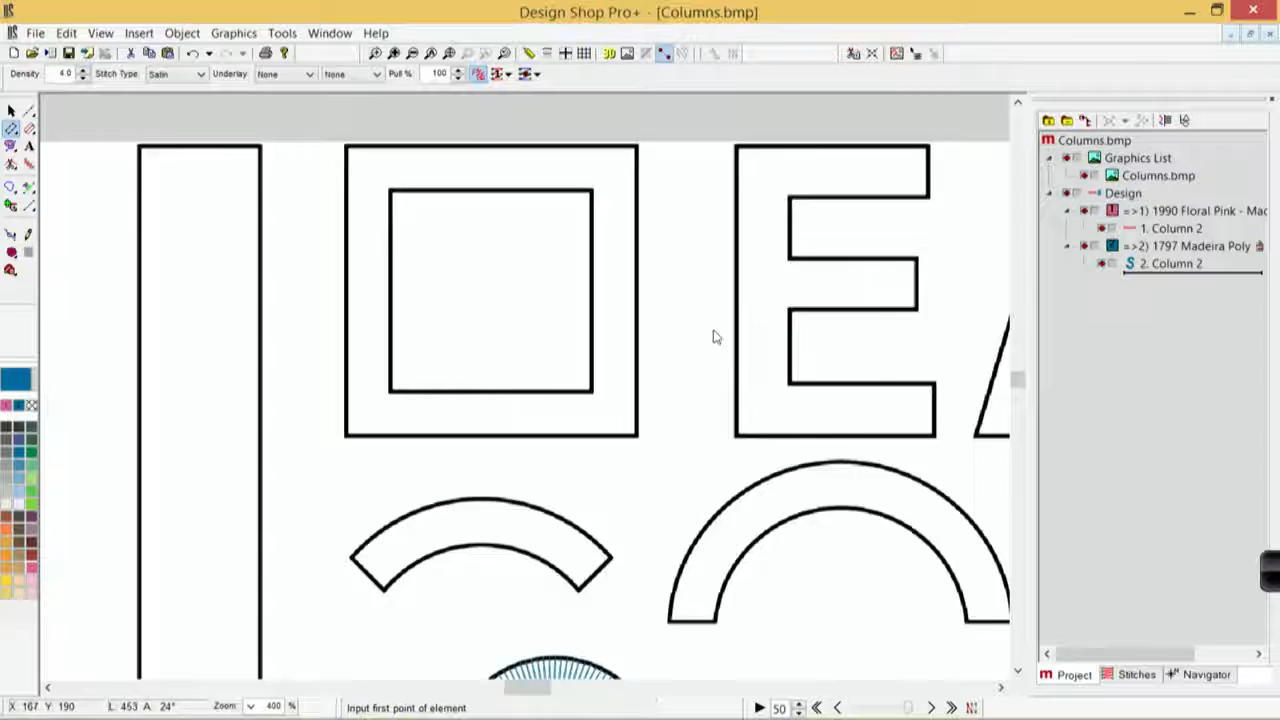 Design Shop Pro+ - [Columns.bmp]
File Edit View Insert Object Graphics Tools Window Help
3D
Density 4.0 Stitch Type Satin Underlay None None Pull % 100
Columns.bmp
Graphics List
Columns.bmp
Design
=>1) 1990 Floral Pink - Mac
1. Column 2
=>2) 1797 Madeira Poly
2. Column 2
Project Stitches Navigator
X 167 Y 190 L 453 A 24° Zoom: 400 % Input first point of element 50